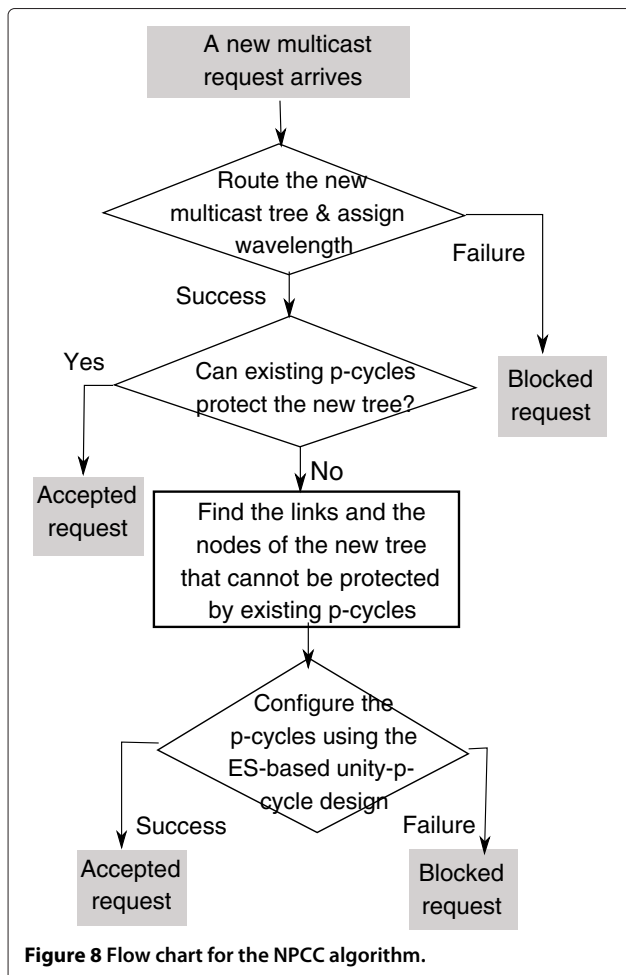 A new multicast
request arrives
Route the new
multicast tree & assign
wavelength
Failure
Success
Yes
Can existing p-cycles
protect the new tree?
Blocked
request
No
Accepted
request
Find the links and the
nodes of the new tree
that cannot be protected
by existing p-cycles
Configure the
p-cycles using the
ES-based unity-p-
cycle design
Success
Failure
Accepted
request
Blocked
request
Figure 8 Flow chart for the NPCC algorithm.